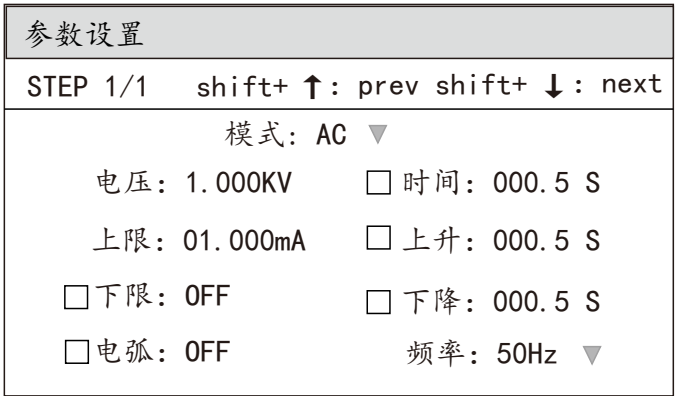 参数设置
STEP 1/1 shift+ ↑: prev shift+ ↓: next
模式: AC ▼
电压: 1.000KV □ 时间: 000.5 S
上限: 01.000mA □ 上升: 000.5 S
□ 下限: OFF □ 下降: 000.5 S
□ 电弧: OFF 频率: 50Hz ▼